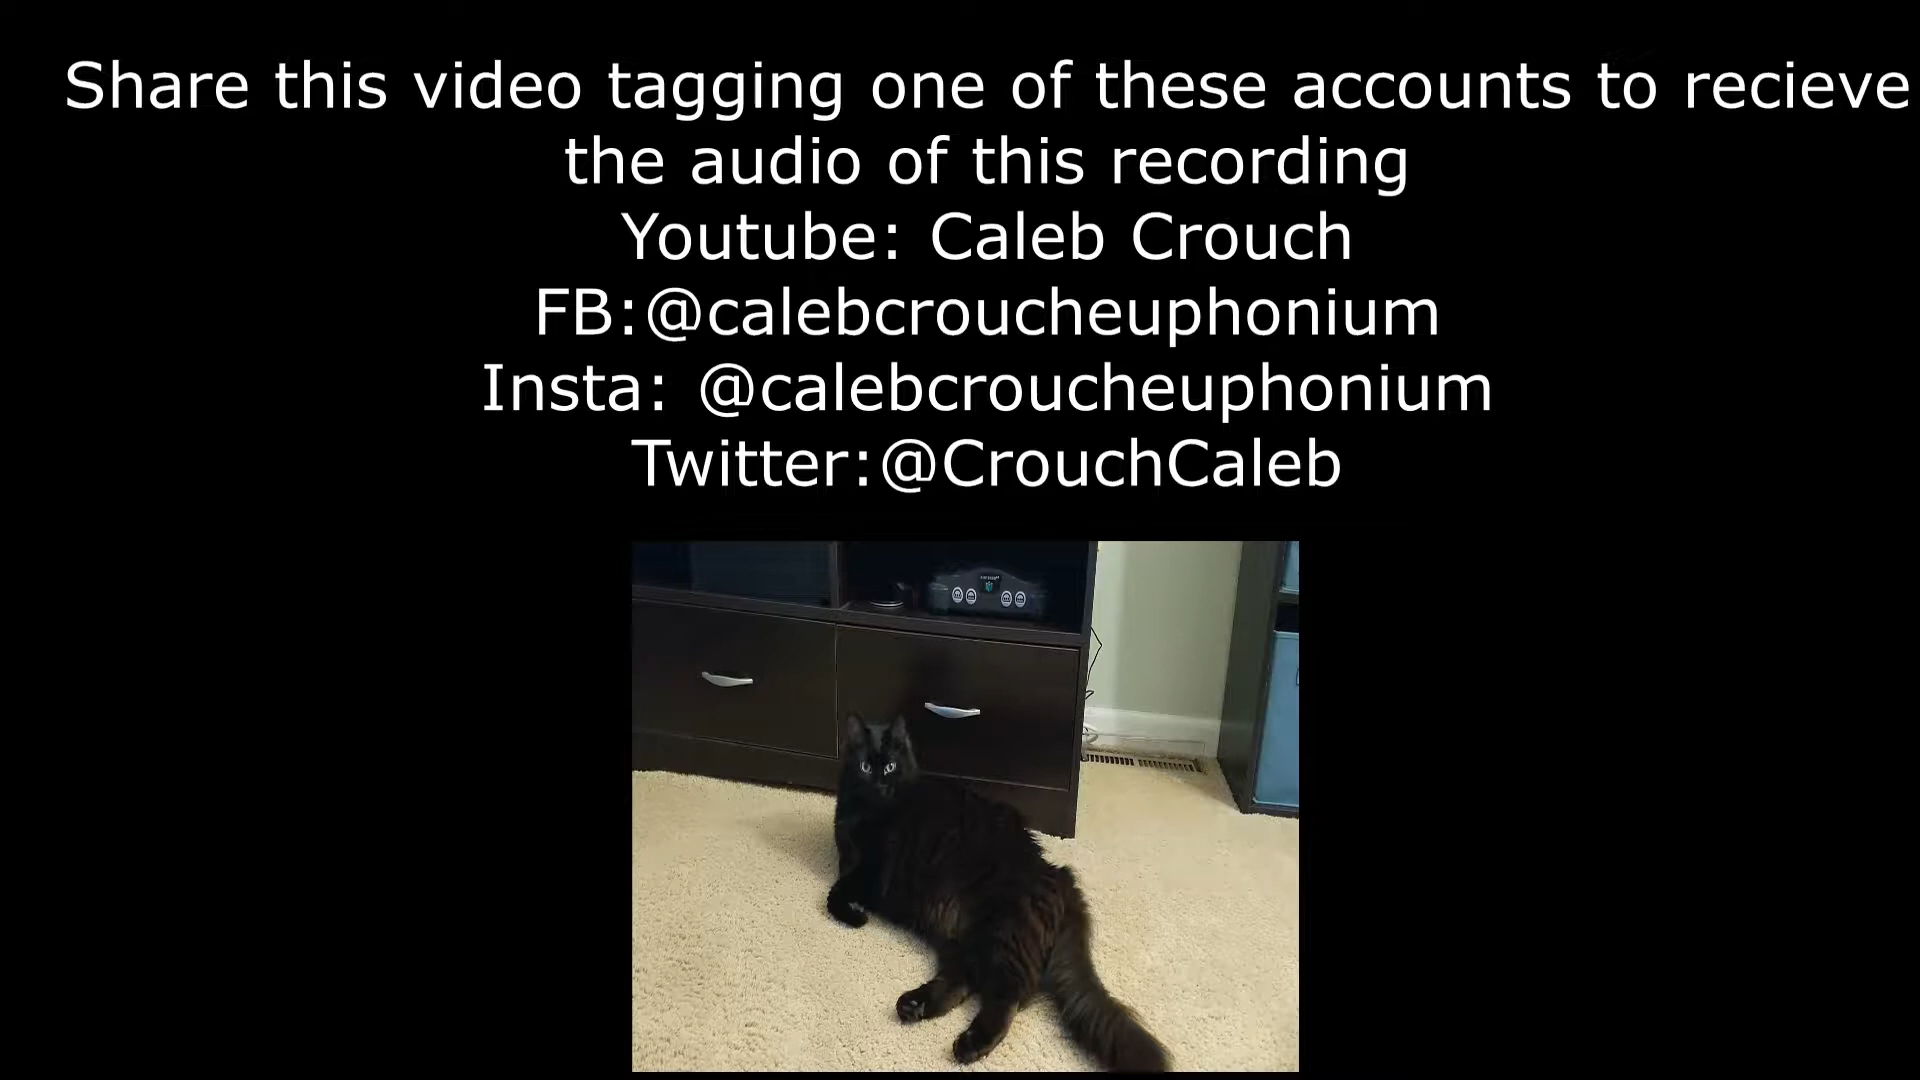 Share this video tagging one of these accounts to recieve
the audio of this recording
Youtube: Caleb Crouch
FB:@calebcroucheuphonium
Insta: @calebcroucheuphonium
Twitter:@CrouchCaleb